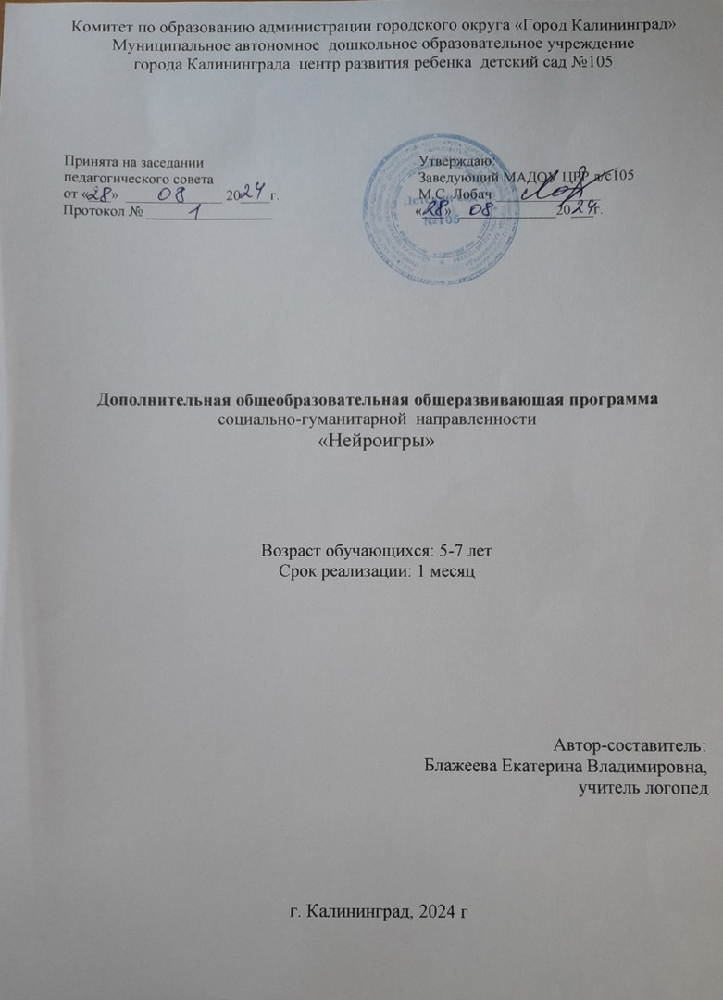 Комитет по образованию администрации городского округа «Город Калининград»
Муниципальное автономное дошкольное образовательное учреждение
города Калининграда центр развития ребенка детский сад №105
Принята на заседании
педагогического совета
от «28» 08 2024 г.
Протокол № 1
Утверждаю:
Заведующий МАДОУ ЦРР д/с105
М.С. Лобач
«28» 08 2024г.
№105
Дополнительная общеобразовательная общеразвивающая программа
социально-гуманитарной направленности
«Нейроигры»
Возраст обучающихся: 5-7 лет
Срок реализации: 1 месяц
Автор-составитель:
Блажеева Екатерина Владимировна,
учитель логопед
г. Калининград, 2024 г